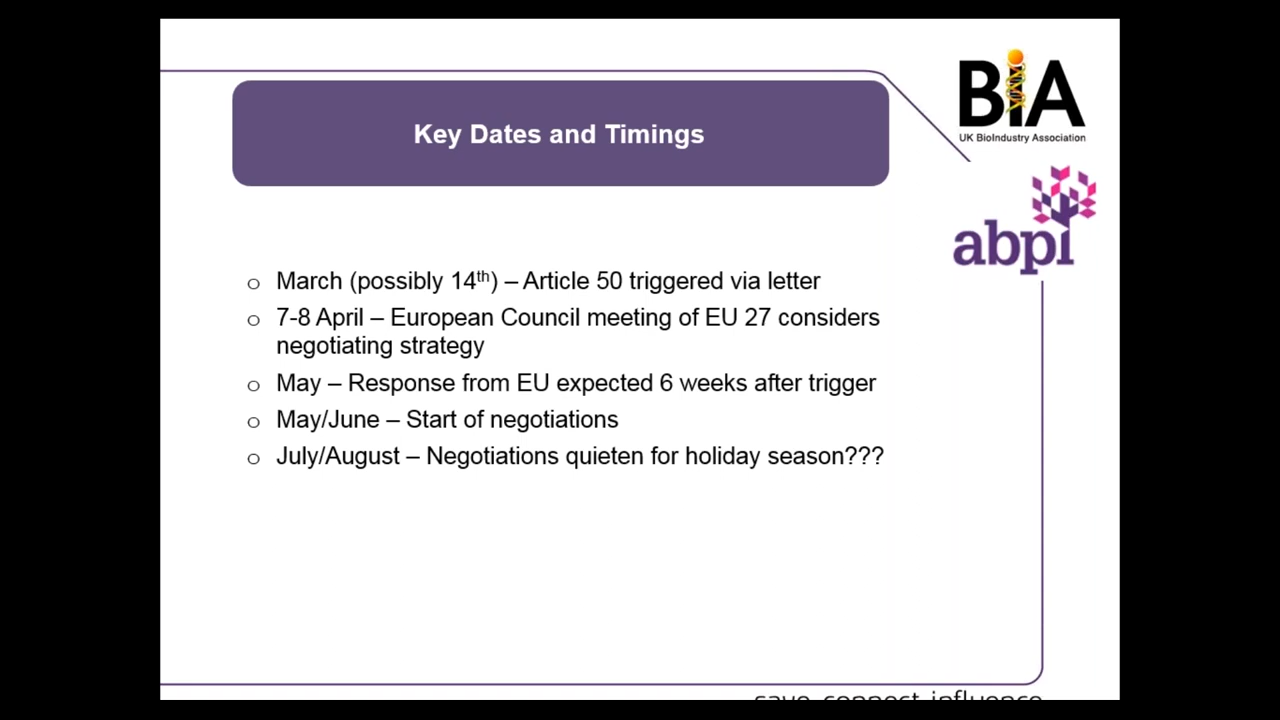 BiA
UK BioIndustry Association
Key Dates and Timings
abpi
o March (possibly 14th) – Article 50 triggered via letter
o 7-8 April – European Council meeting of EU 27 considers
negotiating strategy
o May – Response from EU expected 6 weeks after trigger
o May/June – Start of negotiations
o July/August – Negotiations quieten for holiday season???
save connect influence